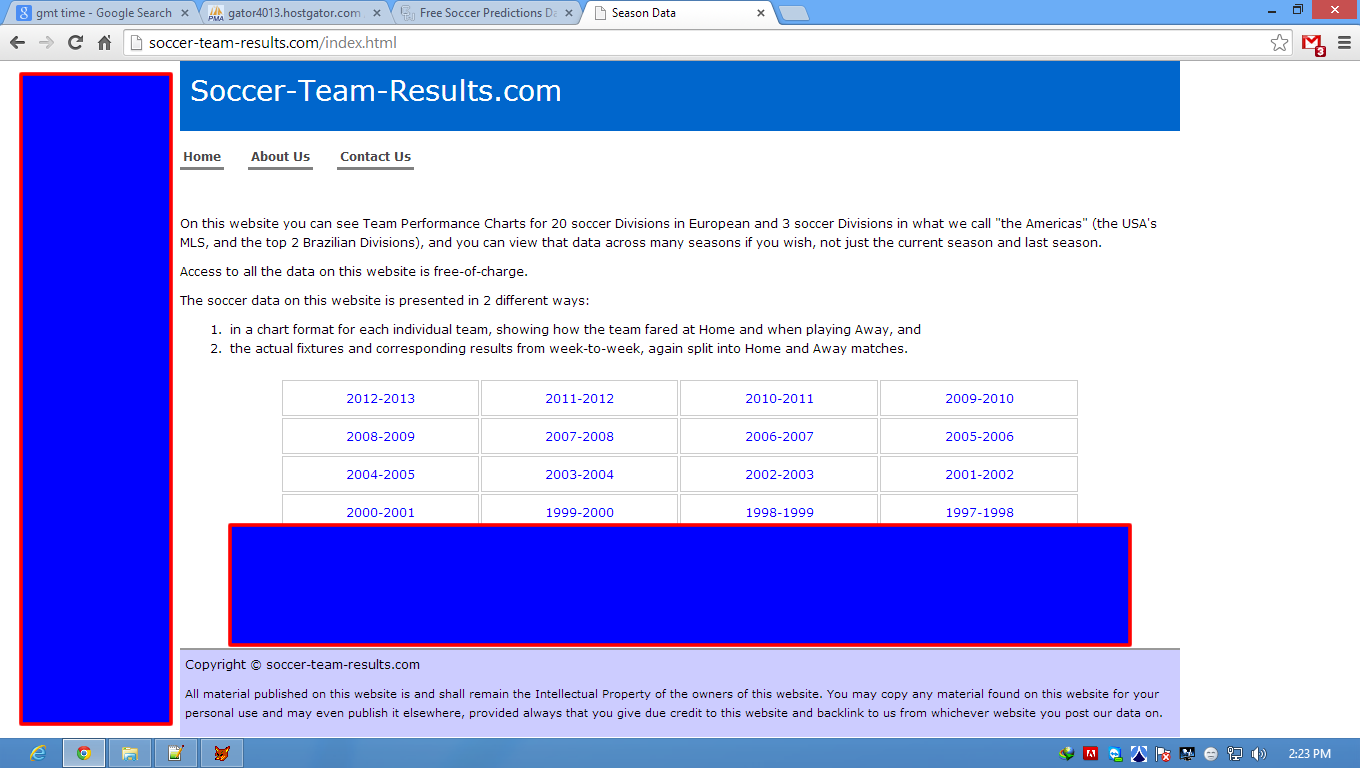 gmt time - Google Search
gator4013.hostgator.com
Free Soccer Predictions Da
Season Data
soccer-team-results.com/index.html
3
Soccer-Team-Results.com
Home About Us Contact Us
On this website you can see Team Performance Charts for 20 soccer Divisions in European and 3 soccer Divisions in what we call "the Americas" (the USA's
MLS, and the top 2 Brazilian Divisions), and you can view that data across many seasons if you wish, not just the current season and last season.
Access to all the data on this website is free-of-charge.
The soccer data on this website is presented in 2 different ways:
1. in a chart format for each individual team, showing how the team fared at Home and when playing Away, and
2. the actual fixtures and corresponding results from week-to-week, again split into Home and Away matches.
2012-2013 2011-2012 2010-2011 2009-2010
2008-2009 2007-2008 2006-2007 2005-2006
2004-2005 2003-2004 2002-2003 2001-2002
2000-2001 1999-2000 1998-1999 1997-1998
Copyright © soccer-team-results.com
All material published on this website is and shall remain the Intellectual Property of the owners of this website. You may copy any material found on this website for your
personal use and may even publish it elsewhere, provided always that you give due credit to this website and backlink to us from whichever website you post our data on.
2:23 PM